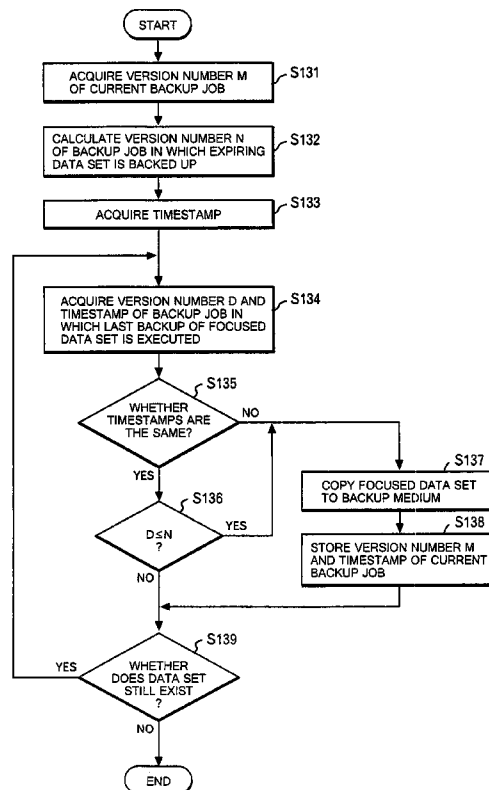 START
ACQUIRE VERSION NUMBER M
OF CURRENT BACKUP JOB
S131
CALCULATE VERSION NUMBER N
OF BACKUP JOB IN WHICH EXPIRING
DATA SET IS BACKED UP
S132
ACQUIRE TIMESTAMP
S133
ACQUIRE VERSION NUMBER D AND
TIMESTAMP OF BACKUP JOB IN
WHICH LAST BACKUP OF FOCUSED
DATA SET IS EXECUTED
S134
S135
WHETHER
TIMESTAMPS ARE
THE SAME?
NO
YES
S136
D≤N
?
YES
NO
S137
COPY FOCUSED DATA SET
TO BACKUP MEDIUM
S138
STORE VERSION NUMBER M
AND TIMESTAMP OF CURRENT
BACKUP JOB
S139
YES
WHETHER
DOES DATA SET
STILL EXIST
?
NO
END